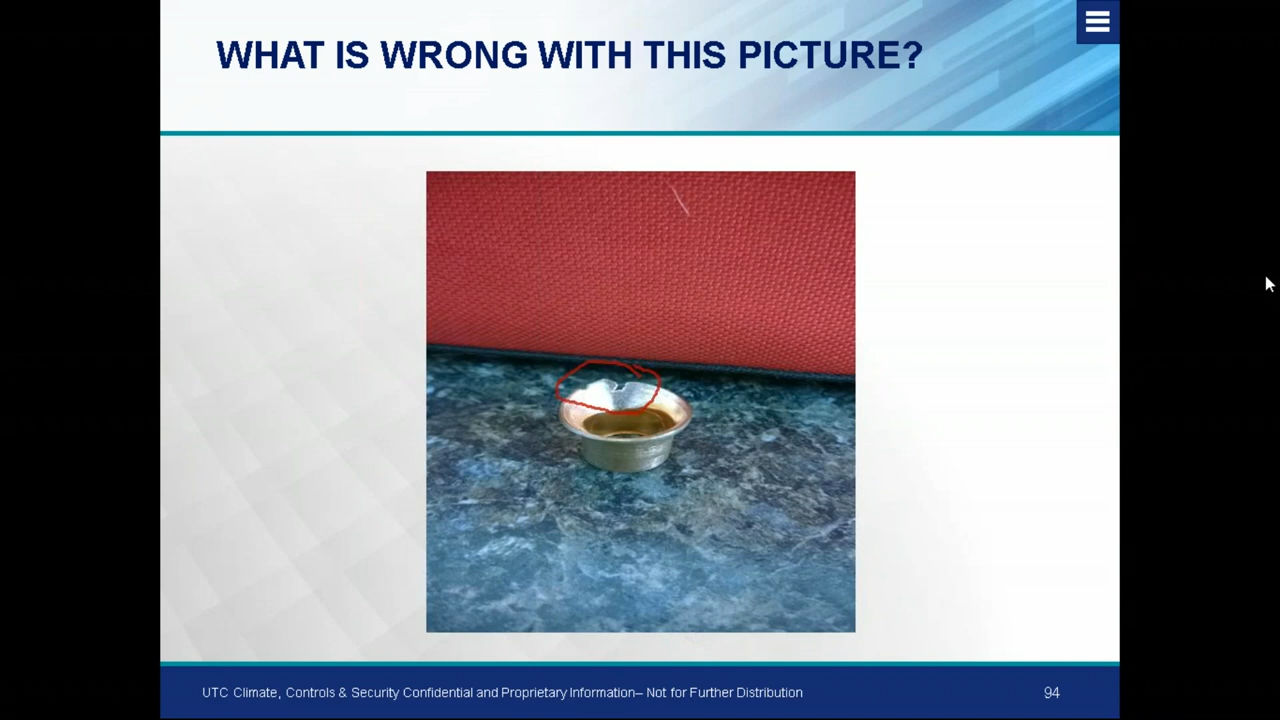 WHAT IS WRONG WITH THIS PICTURE?
UTC Climate, Controls & Security Confidential and Proprietary Information– Not for Further Distribution
94